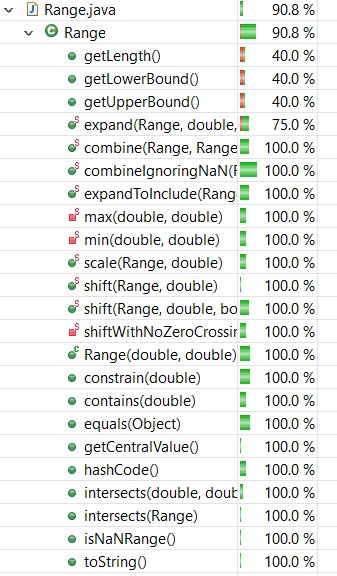 Range.java 90.8 %
Range 90.8 %
getLength() 40.0 %
getLowerBound() 40.0 %
getUpperBound() 40.0 %
expand(Range, double, 75.0 %
combine(Range, Range 100.0 %
combineIgnoringNaN(F 100.0 %
expandToInclude(Rang 100.0 %
max(double, double) 100.0 %
min(double, double) 100.0 %
scale(Range, double) 100.0 %
shift(Range, double) 100.0 %
shift(Range, double, bo 100.0 %
shiftWithNoZeroCrossin 100.0 %
Range(double, double) 100.0 %
constrain(double) 100.0 %
contains(double) 100.0 %
equals(Object) 100.0 %
getCentralValue() 100.0 %
hashCode() 100.0 %
intersects(double, doub 100.0 %
intersects(Range) 100.0 %
isNaNRange() 100.0 %
toString() 100.0 %